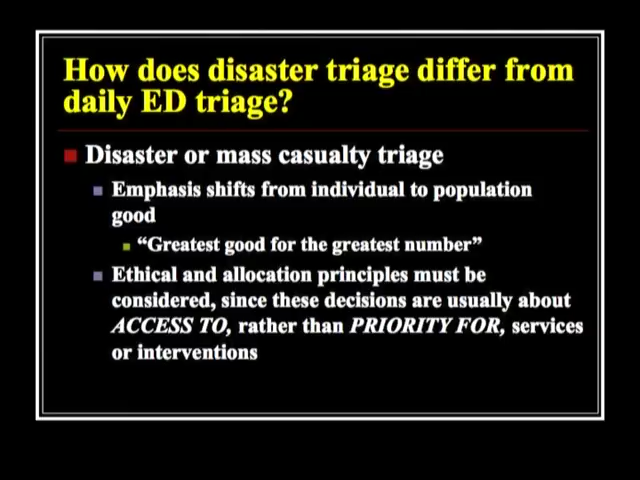 How does disaster triage differ from
daily ED triage?
Disaster or mass casualty triage
Emphasis shifts from individual to population
good
“Greatest good for the greatest number”
Ethical and allocation principles must be
considered, since these decisions are usually about
ACCESS TO, rather than PRIORITY FOR, services
or interventions